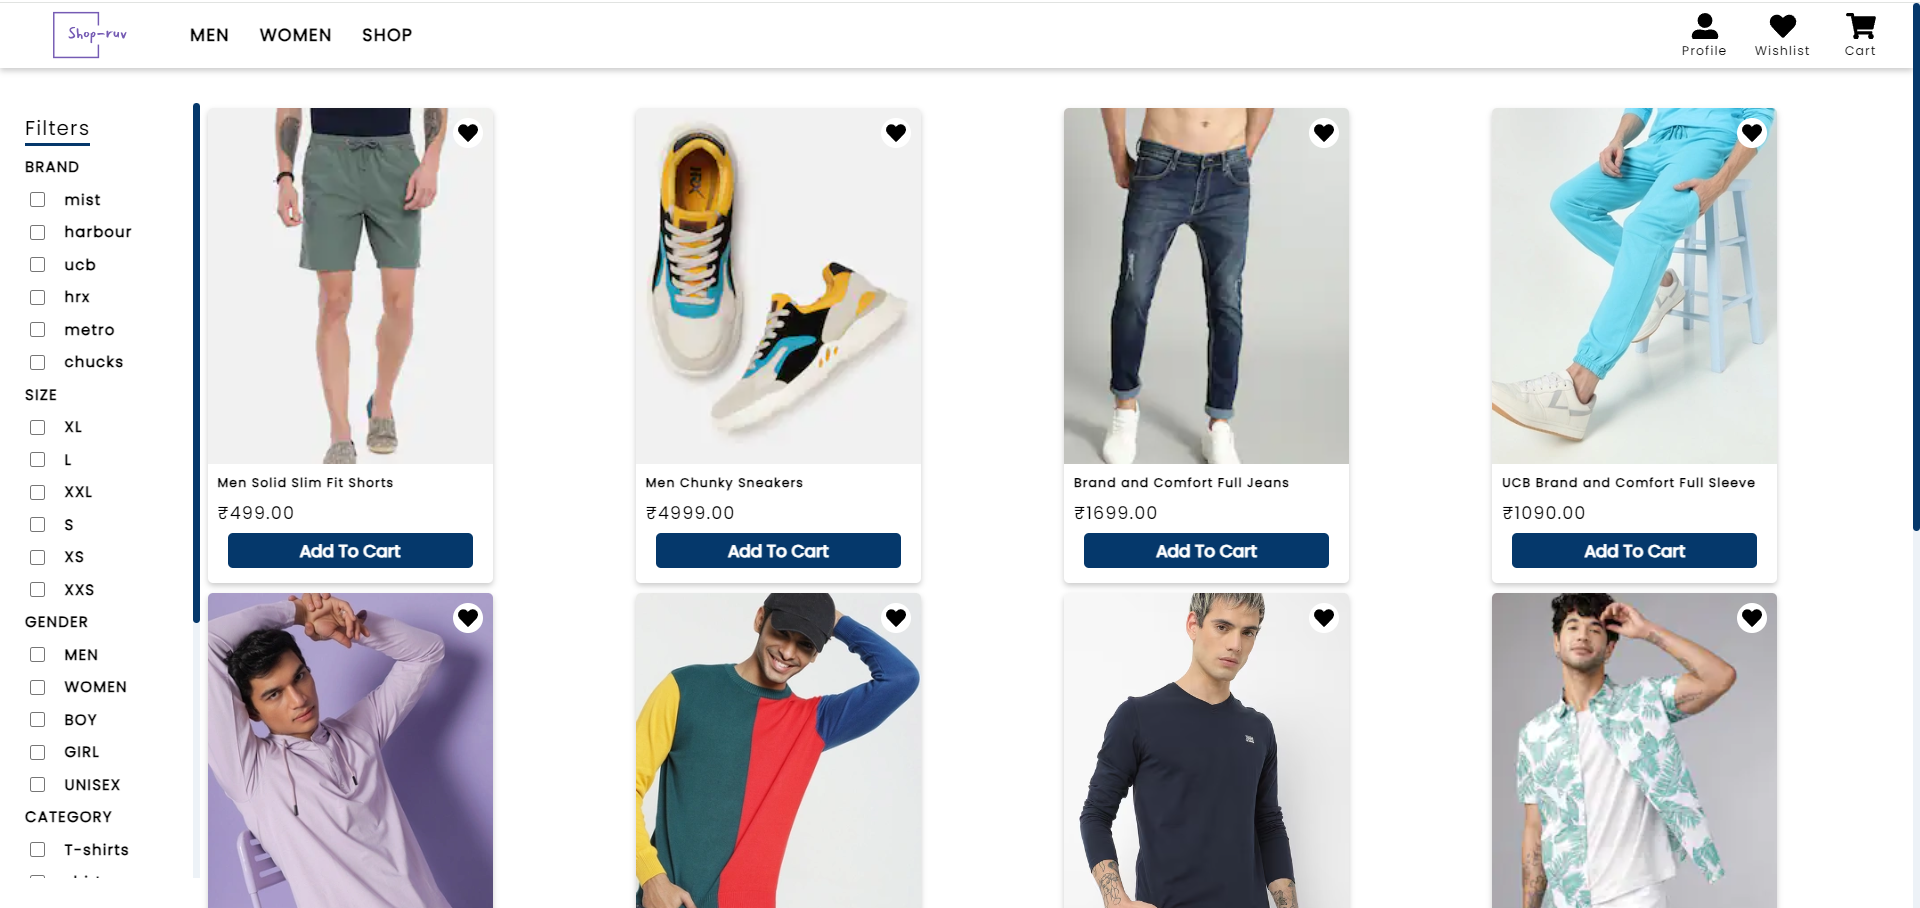 Shop-ruv
MEN WOMEN SHOP
Profile Wishlist Cart
Filters
BRAND
mist
harbour
ucb
hrx
metro
chucks
SIZE
XL
L
XXL
S
XS
XXS
GENDER
MEN
WOMEN
BOY
GIRL
UNISEX
CATEGORY
T-shirts
HRX
Men Solid Slim Fit Shorts
₹499.00
Add To Cart
Men Chunky Sneakers
₹4999.00
Add To Cart
Brand and Comfort Full Jeans
₹1699.00
Add To Cart
UCB Brand and Comfort Full Sleeve
₹1090.00
Add To Cart